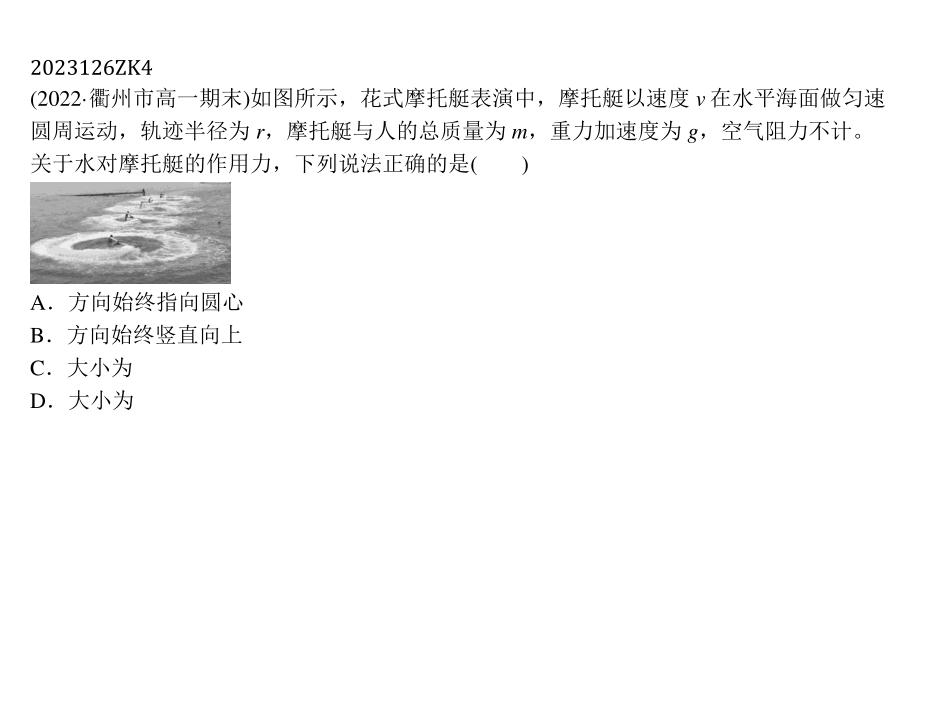 2023126ZK4
(2022·衢州市高一期末)如图所示，花式摩托艇表演中，摩托艇以速度 v 在水平海面做匀速
圆周运动，轨迹半径为 r，摩托艇与人的总质量为 m，重力加速度为 g，空气阻力不计。
关于水对摩托艇的作用力，下列说法正确的是(　　)
A．方向始终指向圆心
B．方向始终竖直向上
C．大小为
D．大小为